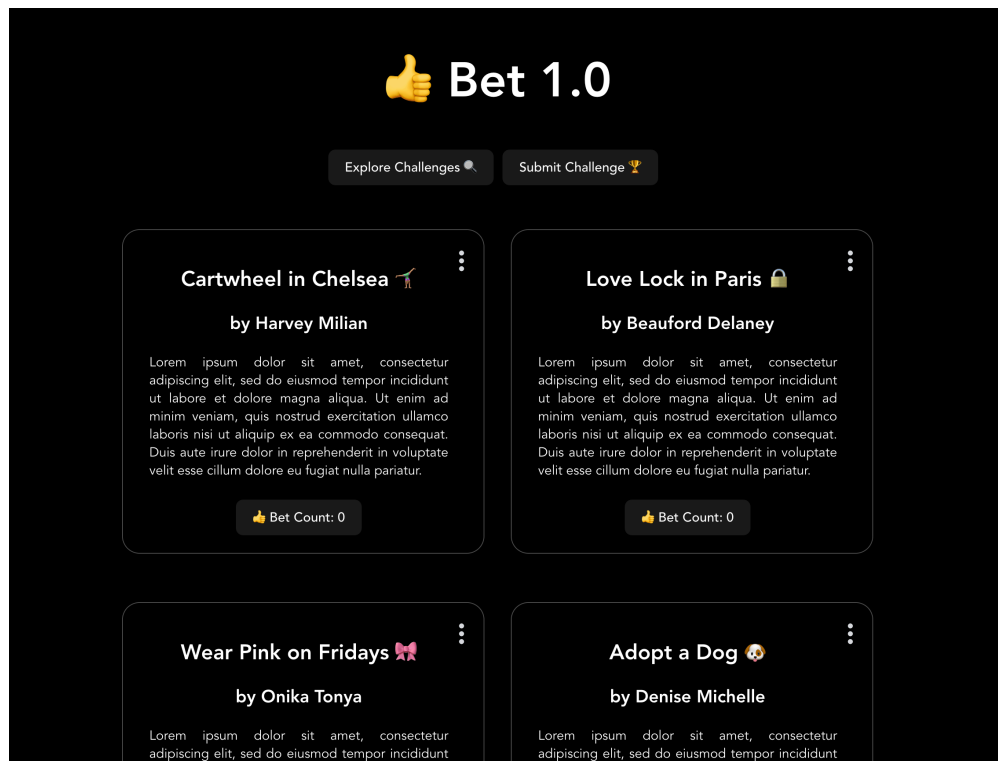 👍 Bet 1.0
Explore Challenges 🔍 Submit Challenge 🏆
Cartwheel in Chelsea 🤸🏽‍♀️
by Harvey Milian
Lorem ipsum dolor sit amet, consectetur
adipiscing elit, sed do eiusmod tempor incididunt
ut labore et dolore magna aliqua. Ut enim ad
minim veniam, quis nostrud exercitation ullamco
laboris nisi ut aliquip ex ea commodo consequat.
Duis aute irure dolor in reprehenderit in voluptate
velit esse cillum dolore eu fugiat nulla pariatur.
👍 Bet Count: 0
Love Lock in Paris 🔒
by Beauford Delaney
Lorem ipsum dolor sit amet, consectetur
adipiscing elit, sed do eiusmod tempor incididunt
ut labore et dolore magna aliqua. Ut enim ad
minim veniam, quis nostrud exercitation ullamco
laboris nisi ut aliquip ex ea commodo consequat.
Duis aute irure dolor in reprehenderit in voluptate
velit esse cillum dolore eu fugiat nulla pariatur.
👍 Bet Count: 0
Wear Pink on Fridays 🎀
by Onika Tonya
Lorem ipsum dolor sit amet, consectetur
adipiscing elit, sed do eiusmod tempor incididunt
Adopt a Dog 🐶
by Denise Michelle
Lorem ipsum dolor sit amet, consectetur
adipiscing elit, sed do eiusmod tempor incididunt